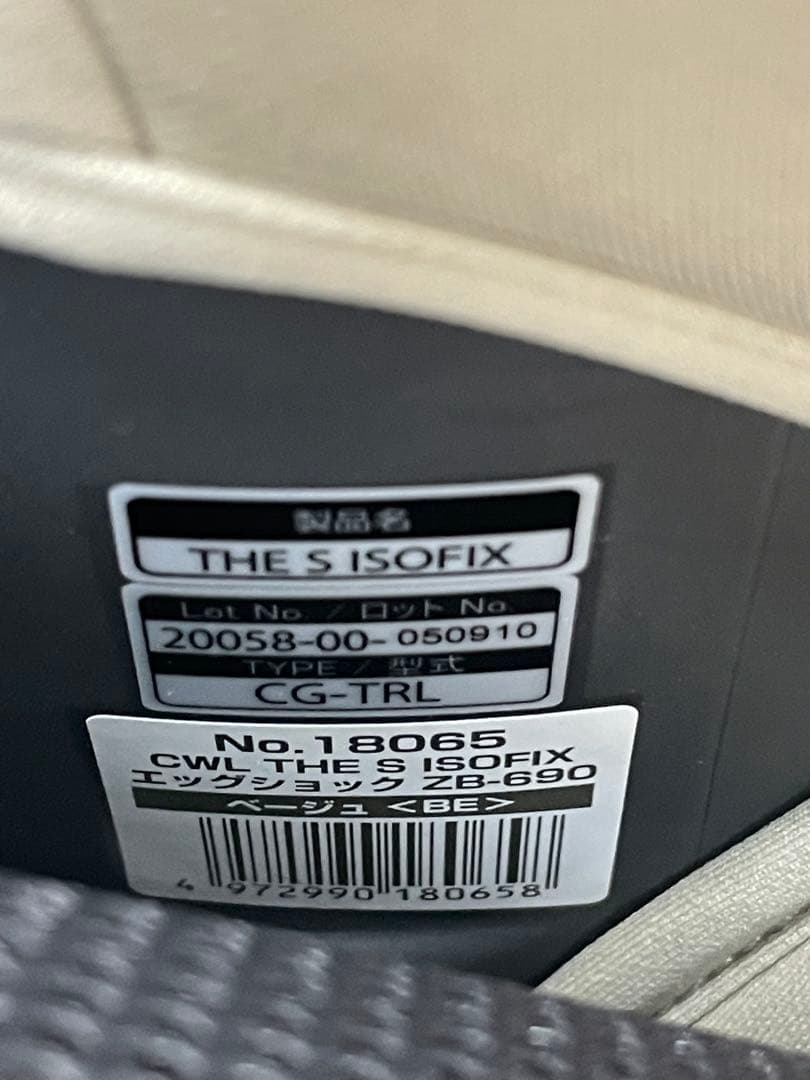 製品名
THE S ISOFIX
Lot No. / ロット No.
20058-00-050910
TYPE / 型式
CG-TRL
No.18065
CWL THE S ISOFIX
エッグショック ZB-690
ベージュ <BE>
4 972990 180658